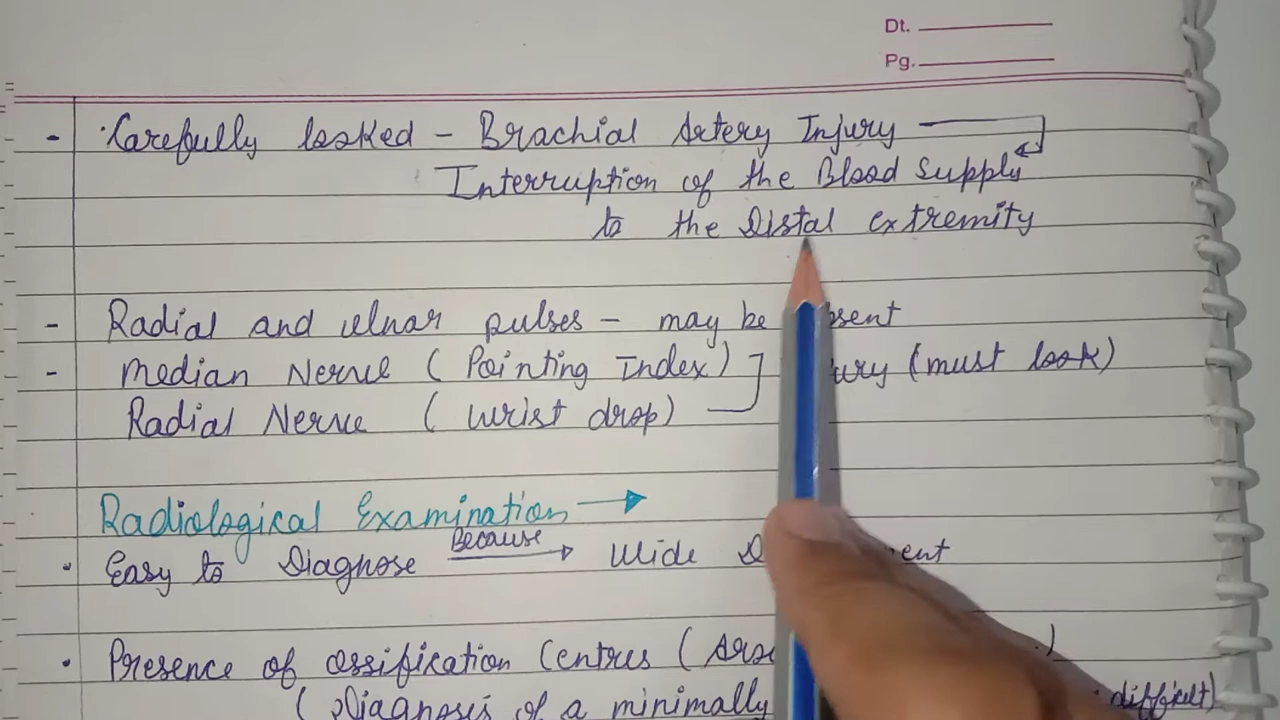 Dt.
Pg.
- Carefully looked - Brachial Artery Injury
Interruption of the Blood Supply
to the Distal extremity
- Radial and ulnar pulses - may be
- Median Nerve ( Pointing Index) (must look)
Radial Nerve ( wrist drop)
Radiological Examination →
• Easy to Diagnose Because → Wide
• Presence of ossification Centres (
( Diagnosis of a minimally difficult)